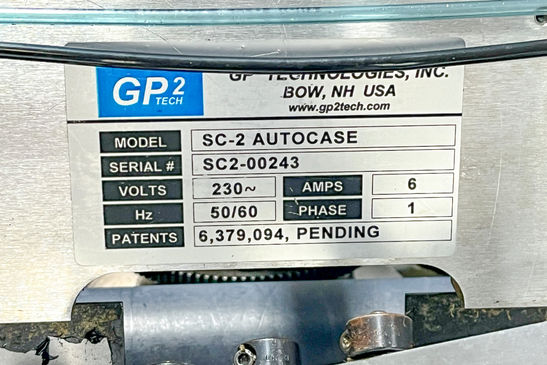 GP2
TECH
GP TECHNOLOGIES, INC.
BOW, NH USA
www.gp2tech.com
MODEL SC-2 AUTOCASE
SERIAL # SC2-00243
VOLTS 230~ AMPS 6
Hz 50/60 PHASE 1
PATENTS 6,379,094, PENDING